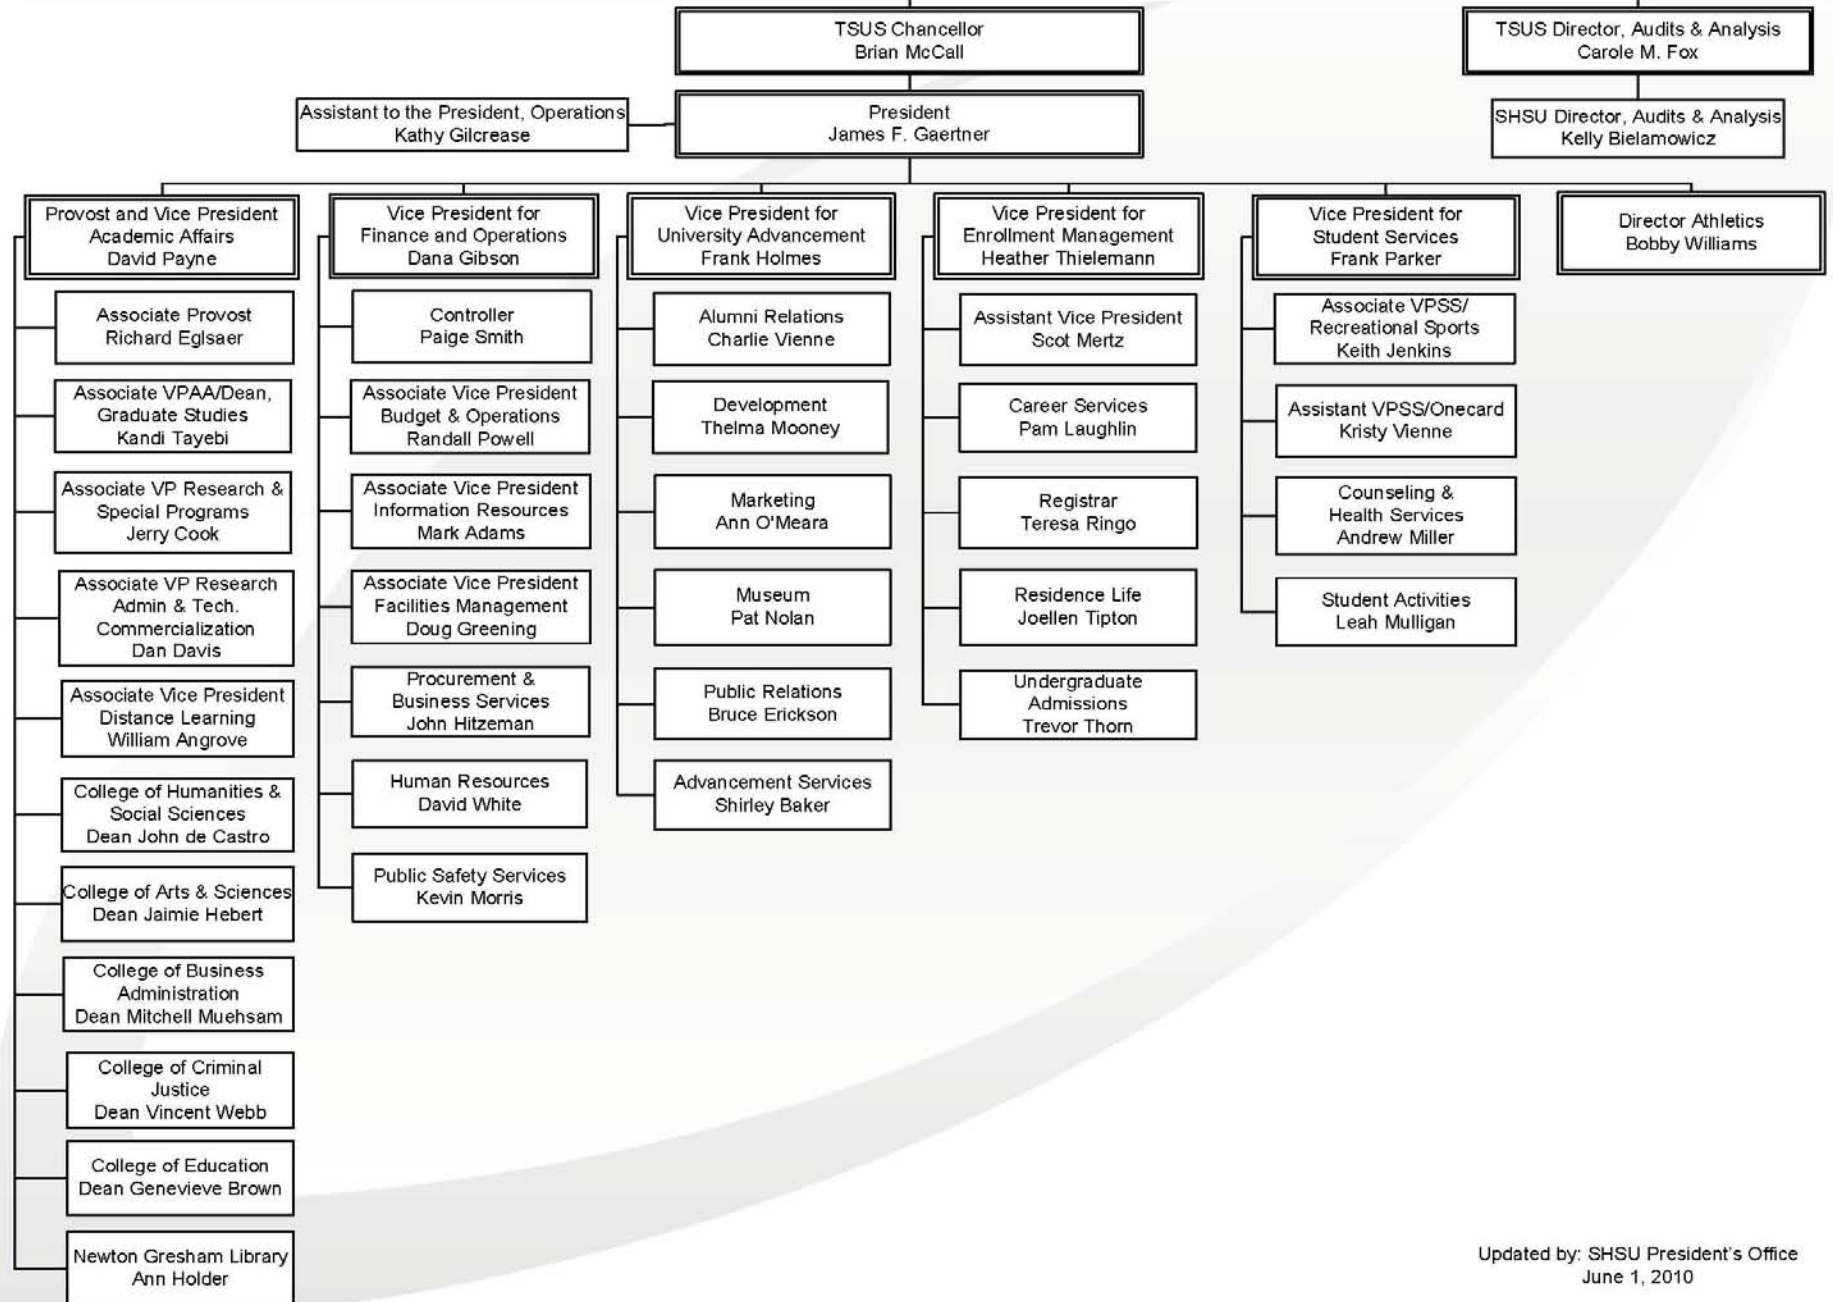 TSUS Chancellor
Brian McCall
TSUS Director, Audits & Analysis
Carole M. Fox
Assistant to the President, Operations
Kathy Gilcrease
President
James F. Gaertner
SHSU Director, Audits & Analysis
Kelly Bielamowicz
Provost and Vice President
Academic Affairs
David Payne
Associate Provost
Richard Eglsaer
Associate VPAA/Dean,
Graduate Studies
Kandi Tayebi
Associate VP Research &
Special Programs
Jerry Cook
Associate VP Research
Admin & Tech.
Commercialization
Dan Davis
Associate Vice President
Distance Learning
William Angrove
College of Humanities &
Social Sciences
Dean John de Castro
College of Arts & Sciences
Dean Jaimie Hebert
College of Business
Administration
Dean Mitchell Muehsam
College of Criminal
Justice
Dean Vincent Webb
College of Education
Dean Genevieve Brown
Newton Gresham Library
Ann Holder
Vice President for
Finance and Operations
Dana Gibson
Controller
Paige Smith
Associate Vice President
Budget & Operations
Randall Powell
Associate Vice President
Information Resources
Mark Adams
Associate Vice President
Facilities Management
Doug Greening
Procurement &
Business Services
John Hitzeman
Human Resources
David White
Public Safety Services
Kevin Morris
Vice President for
University Advancement
Frank Holmes
Alumni Relations
Charlie Vienne
Development
Thelma Mooney
Marketing
Ann O'Meara
Museum
Pat Nolan
Public Relations
Bruce Erickson
Advancement Services
Shirley Baker
Vice President for
Enrollment Management
Heather Thielemann
Assistant Vice President
Scot Mertz
Career Services
Pam Laughlin
Registrar
Teresa Ringo
Residence Life
Joellen Tipton
Undergraduate
Admissions
Trevor Thorn
Vice President for
Student Services
Frank Parker
Associate VPSS/
Recreational Sports
Keith Jenkins
Assistant VPSS/Onecard
Kristy Vienne
Counseling &
Health Services
Andrew Miller
Student Activities
Leah Mulligan
Director Athletics
Bobby Williams
Updated by: SHSU President's Office
June 1, 2010